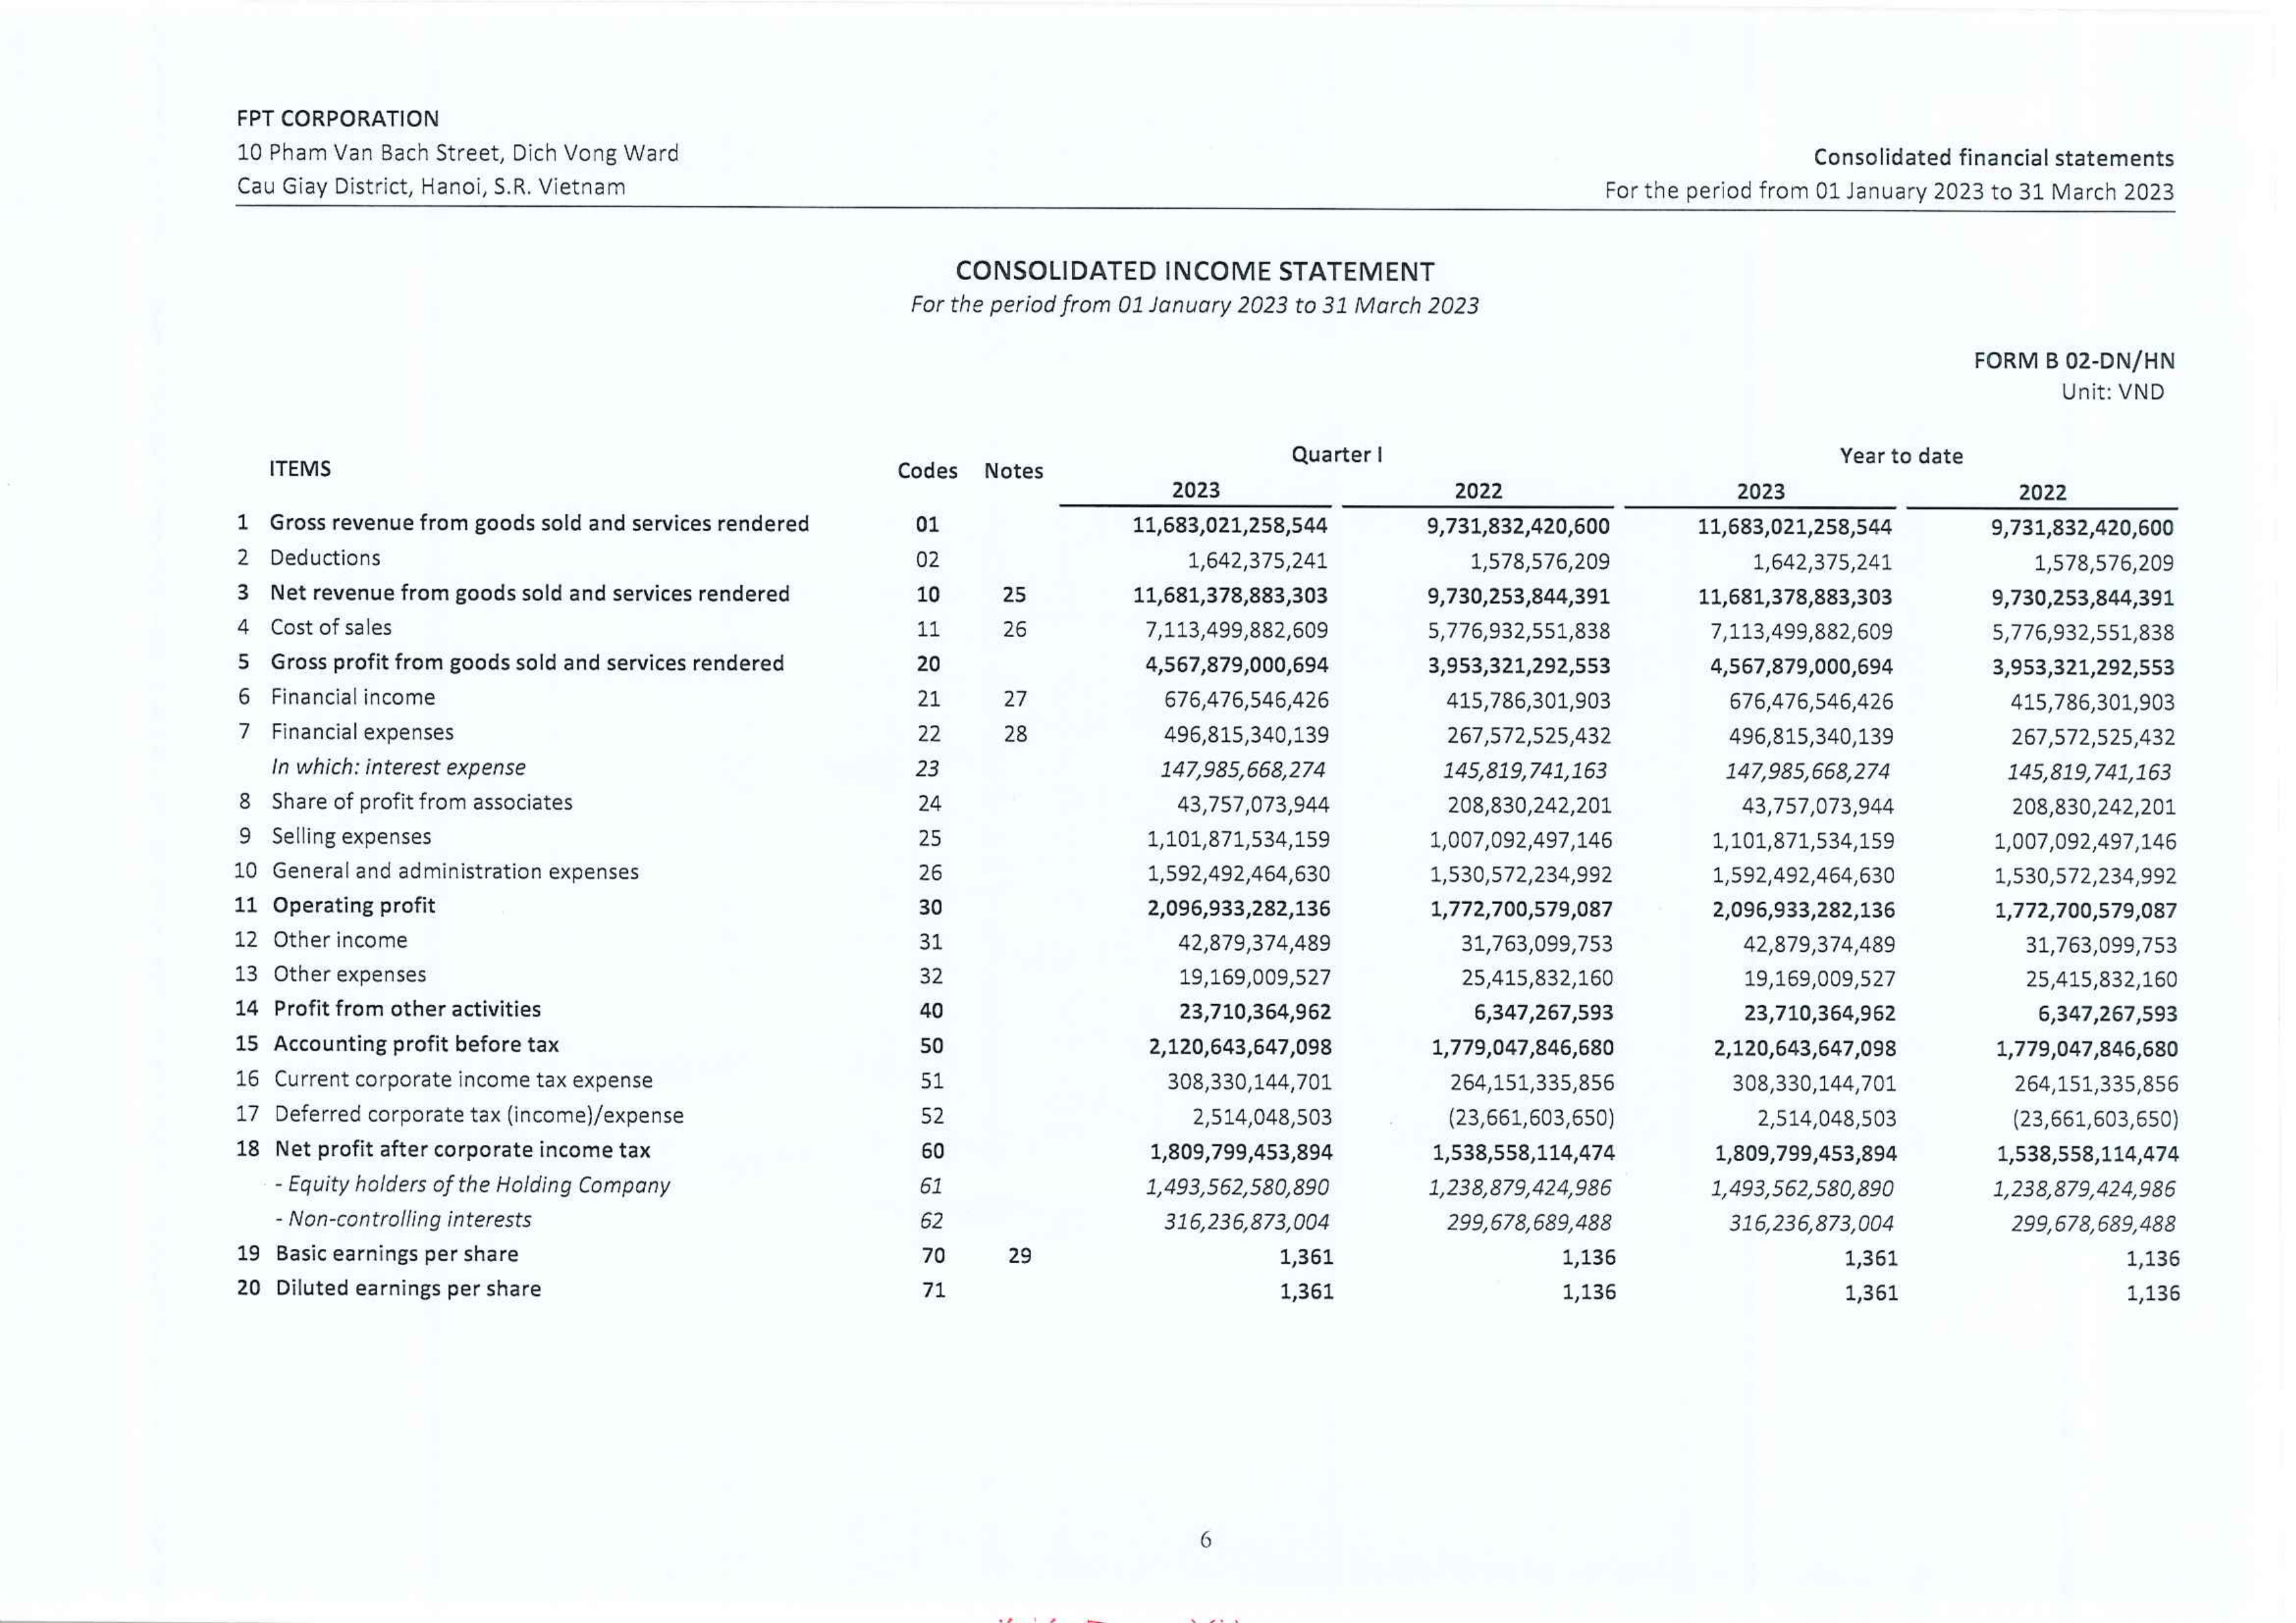 FPT CORPORATION
10 Pham Van Bach Street, Dich Vong Ward
Cau Giay District, Hanoi, S.R. Vietnam
Consolidated financial statements
For the period from 01 January 2023 to 31 March 2023
CONSOLIDATED INCOME STATEMENT
For the period from 01 January 2023 to 31 March 2023
FORM B 02-DN/HN
Unit: VND
ITEMS Codes Notes Quarter I Year to date
2023 2022 2023 2022
1 Gross revenue from goods sold and services rendered 01 11,683,021,258,544 9,731,832,420,600 11,683,021,258,544 9,731,832,420,600
2 Deductions 02 1,642,375,241 1,578,576,209 1,642,375,241 1,578,576,209
3 Net revenue from goods sold and services rendered 10 25 11,681,378,883,303 9,730,253,844,391 11,681,378,883,303 9,730,253,844,391
4 Cost of sales 11 26 7,113,499,882,609 5,776,932,551,838 7,113,499,882,609 5,776,932,551,838
5 Gross profit from goods sold and services rendered 20 4,567,879,000,694 3,953,321,292,553 4,567,879,000,694 3,953,321,292,553
6 Financial income 21 27 676,476,546,426 415,786,301,903 676,476,546,426 415,786,301,903
7 Financial expenses 22 28 496,815,340,139 267,572,525,432 496,815,340,139 267,572,525,432
In which: interest expense 23 147,985,668,274 145,819,741,163 147,985,668,274 145,819,741,163
8 Share of profit from associates 24 43,757,073,944 208,830,242,201 43,757,073,944 208,830,242,201
9 Selling expenses 25 1,101,871,534,159 1,007,092,497,146 1,101,871,534,159 1,007,092,497,146
10 General and administration expenses 26 1,592,492,464,630 1,530,572,234,992 1,592,492,464,630 1,530,572,234,992
11 Operating profit 30 2,096,933,282,136 1,772,700,579,087 2,096,933,282,136 1,772,700,579,087
12 Other income 31 42,879,374,489 31,763,099,753 42,879,374,489 31,763,099,753
13 Other expenses 32 19,169,009,527 25,415,832,160 19,169,009,527 25,415,832,160
14 Profit from other activities 40 23,710,364,962 6,347,267,593 23,710,364,962 6,347,267,593
15 Accounting profit before tax 50 2,120,643,647,098 1,779,047,846,680 2,120,643,647,098 1,779,047,846,680
16 Current corporate income tax expense 51 308,330,144,701 264,151,335,856 308,330,144,701 264,151,335,856
17 Deferred corporate tax (income)/expense 52 2,514,048,503 (23,661,603,650) 2,514,048,503 (23,661,603,650)
18 Net profit after corporate income tax 60 1,809,799,453,894 1,538,558,114,474 1,809,799,453,894 1,538,558,114,474
- Equity holders of the Holding Company 61 1,493,562,580,890 1,238,879,424,986 1,493,562,580,890 1,238,879,424,986
- Non-controlling interests 62 316,236,873,004 299,678,689,488 316,236,873,004 299,678,689,488
19 Basic earnings per share 70 29 1,361 1,136 1,361 1,136
20 Diluted earnings per share 71 1,361 1,136 1,361 1,136
6